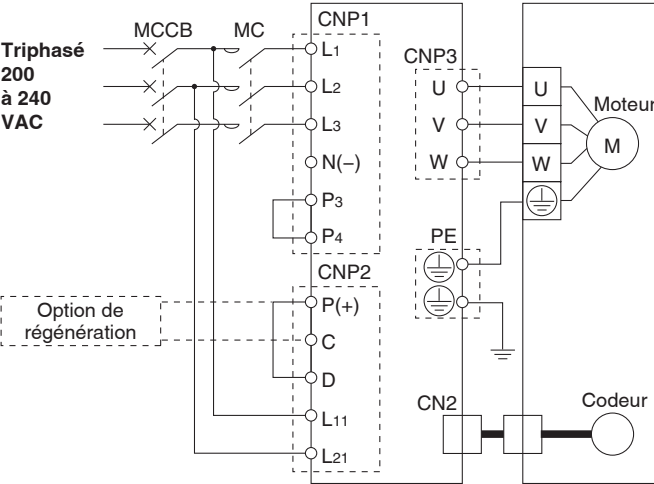 CNP1
MCCB MC
Triphasé
200
à 240
VAC
L1
L2
L3
N(−)
P3
P4
CNP3
U
V
W
U
V
W
Moteur
M
PE
CNP2
Option de
régénération
P(+)
C
D
L11
L21
CN2
Codeur